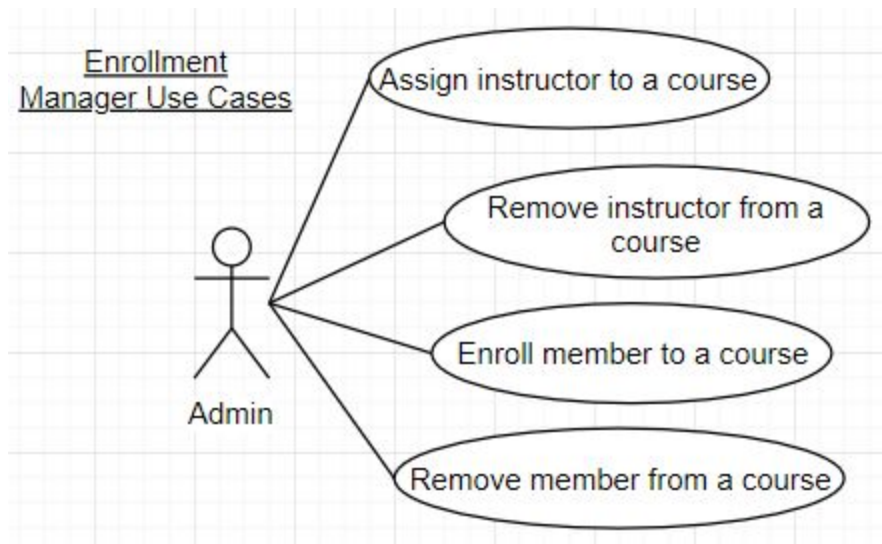 Enrollment
Manager Use Cases
Assign instructor to a course
Remove instructor from a
course
Enroll member to a course
Admin
Remove member from a course